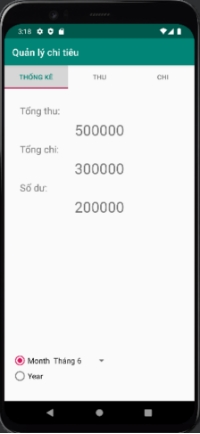 3:18
Quản lý chi tiêu
THỐNG KÊ THU CHI
Tổng thu:
500000
Tổng chi:
300000
Số dư:
200000
Month Tháng 6
Year